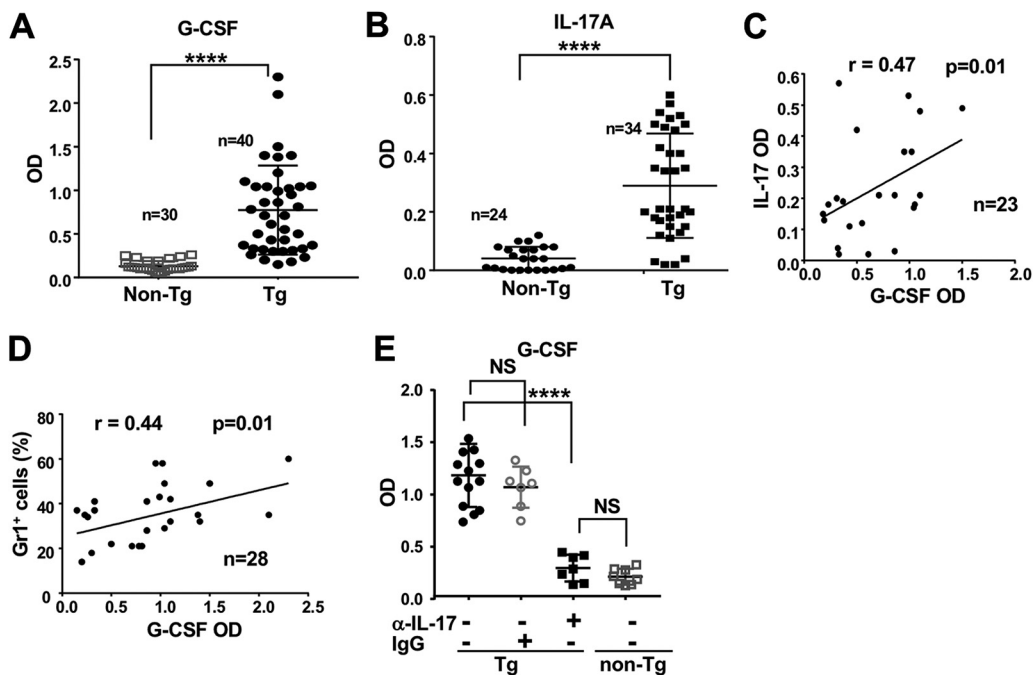 A
G-CSF
****
OD
2.5
2.0
1.5
1.0
0.5
0.0
n=30
n=40
Non-Tg
Tg
B
IL-17A
****
OD
0.6
0.4
0.2
0.0
n=24
n=34
Non-Tg
Tg
C
r = 0.47 p=0.01
IL-17 OD
0.6
0.5
0.4
0.3
0.2
0.1
0.0
n=23
0.0 0.5 1.0 1.5 2.0
G-CSF OD
D
r = 0.44 p=0.01
Gr1⁺ cells (%)
80
60
40
20
0
n=28
0.0 0.5 1.0 1.5 2.0 2.5
G-CSF OD
E
G-CSF
NS
****
NS
OD
2.0
1.5
1.0
0.5
0.0
α-IL-17 - - + -
IgG - + - -
Tg non-Tg